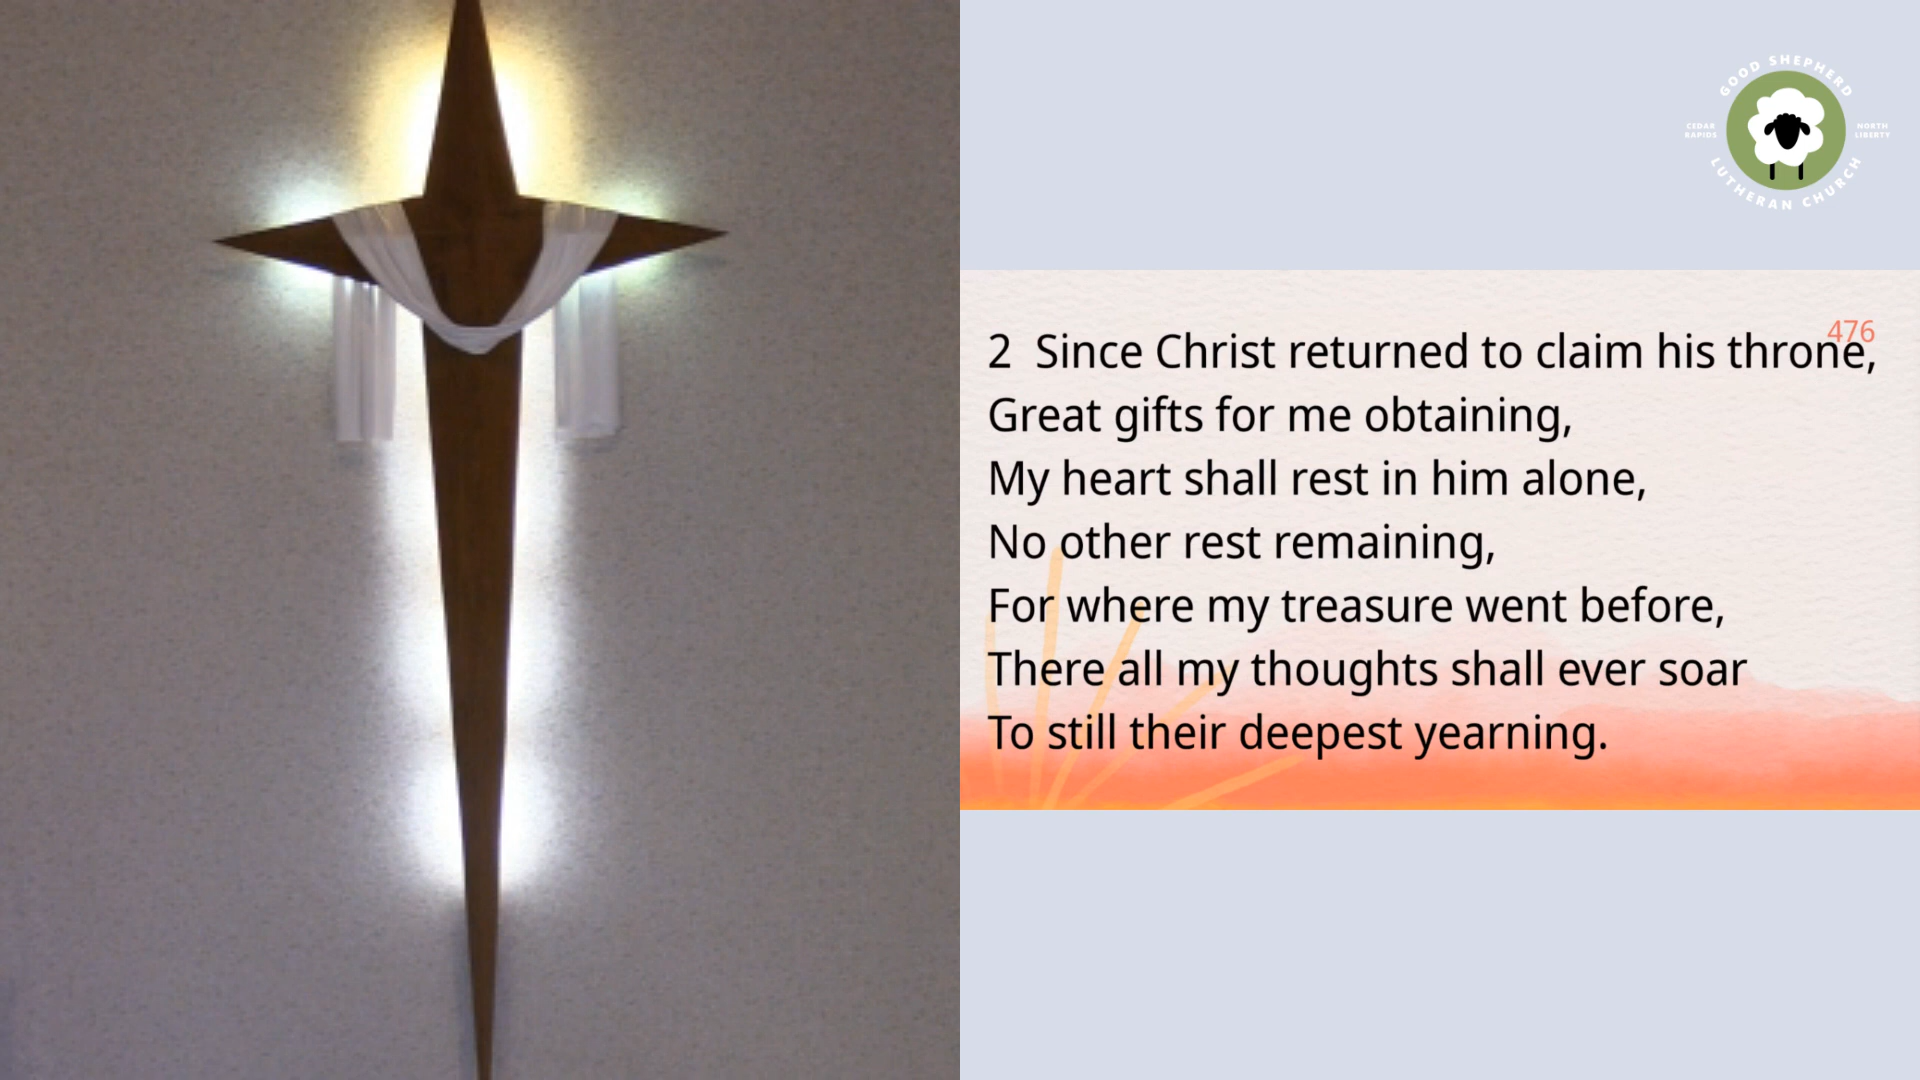 GOOD SHEPHERD
CEDAR RAPIDS
NORTH LIBERTY
LUTHERAN CHURCH
476
2 Since Christ returned to claim his throne,
Great gifts for me obtaining,
My heart shall rest in him alone,
No other rest remaining,
For where my treasure went before,
There all my thoughts shall ever soar
To still their deepest yearning.